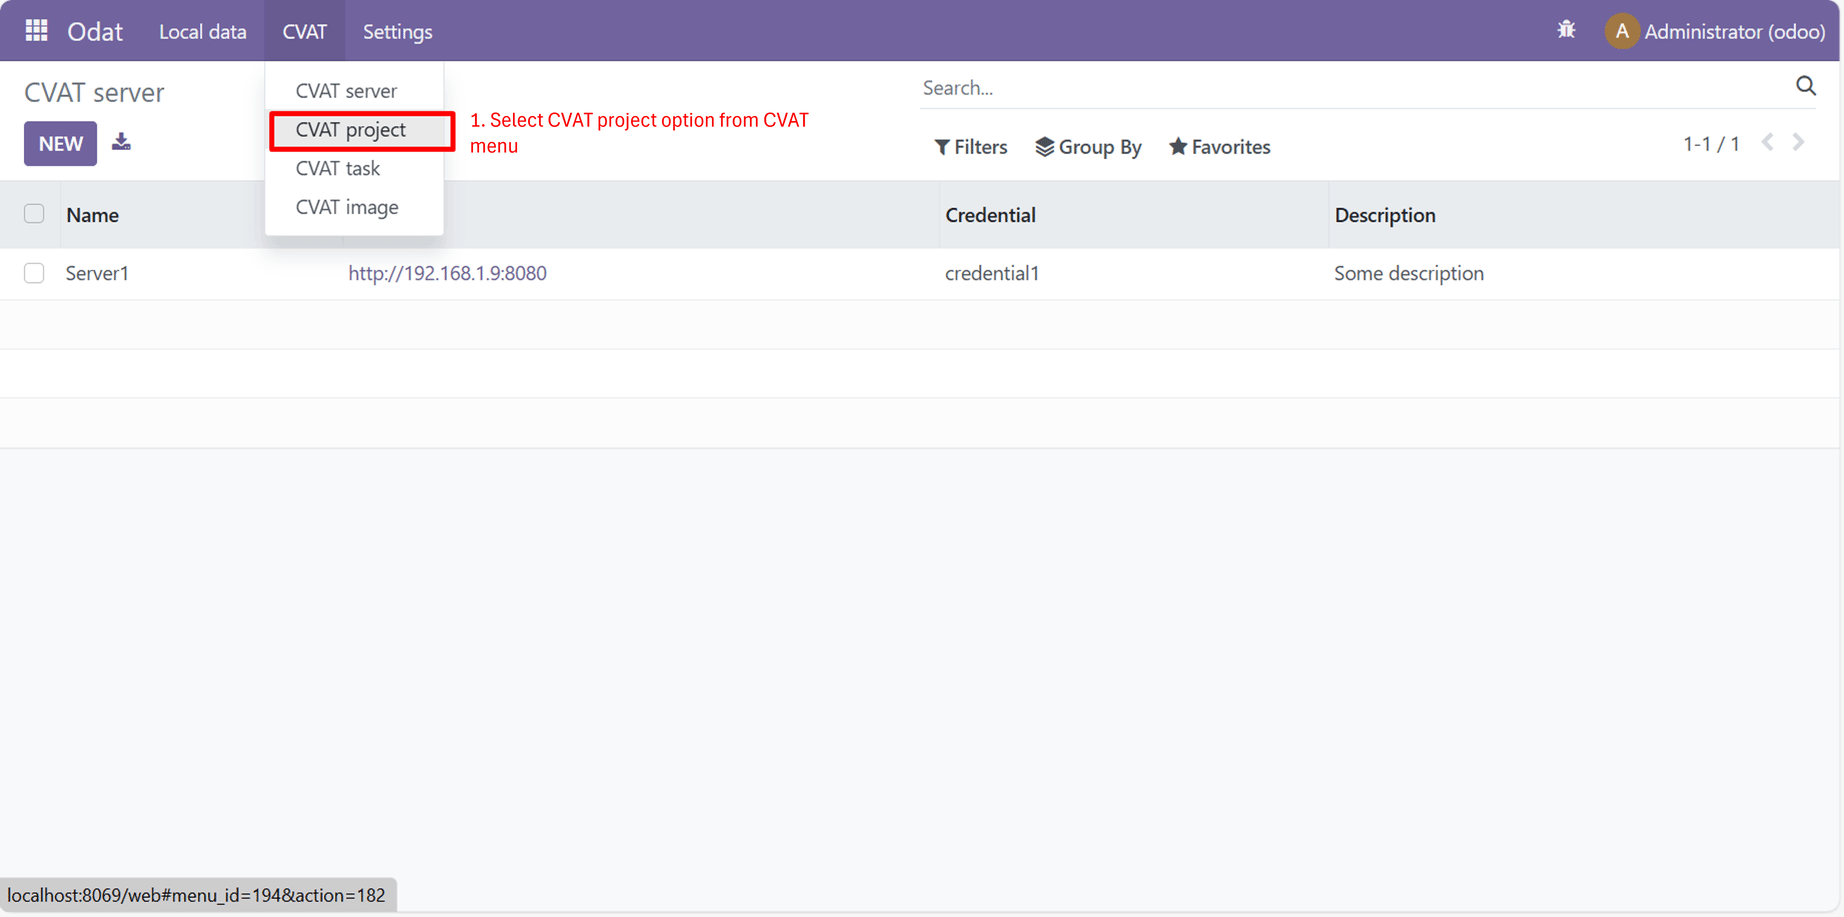 Odat
Local data
CVAT
Settings
A
Administrator (odoo)
CVAT server
CVAT server
Search...
CVAT project
1. Select CVAT project option from CVAT
menu
NEW
Filters
Group By
Favorites
1-1 / 1
CVAT task
CVAT image
Name
Credential
Description
Server1
http://192.168.1.9:8080
credential1
Some description
localhost:8069/web#menu_id=194&action=182